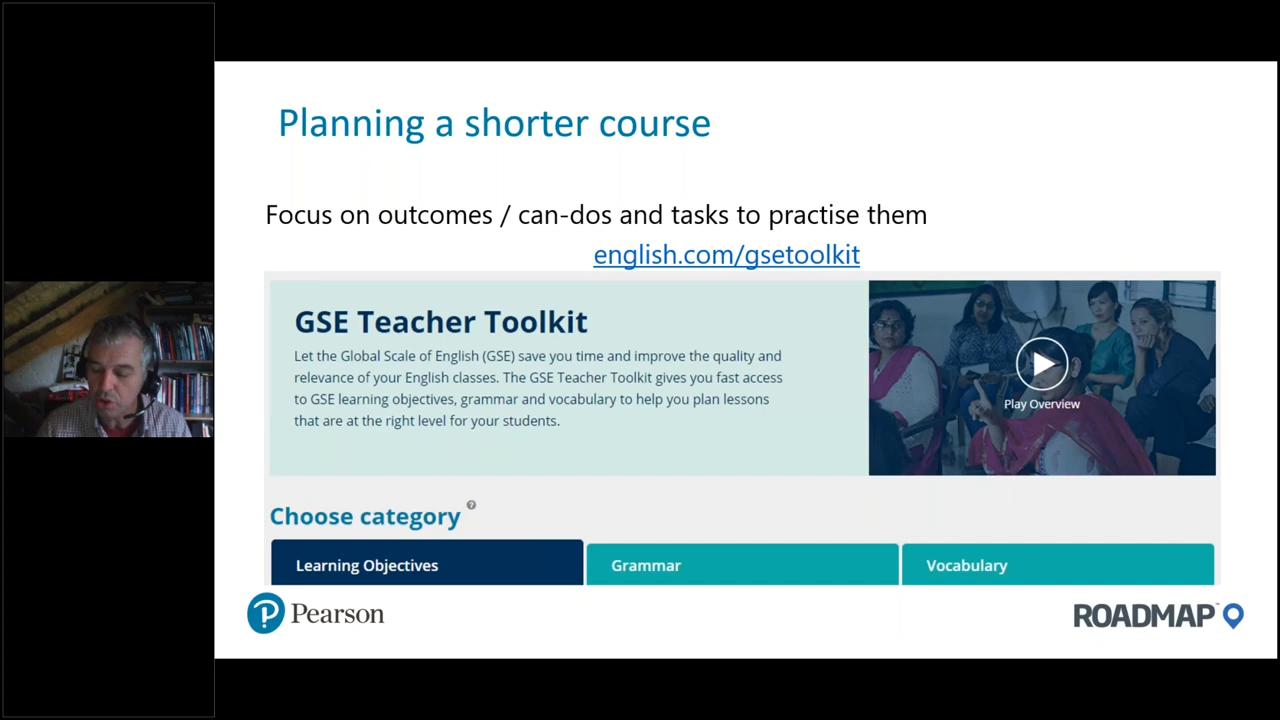 Planning a shorter course
Focus on outcomes / can-dos and tasks to practise them
english.com/gsetoolkit
GSE Teacher Toolkit
Let the Global Scale of English (GSE) save you time and improve the quality and
relevance of your English classes. The GSE Teacher Toolkit gives you fast access
to GSE learning objectives, grammar and vocabulary to help you plan lessons
that are at the right level for your students.
Play Overview
Choose category ?
Learning Objectives
Grammar
Vocabulary
P Pearson
ROADMAP